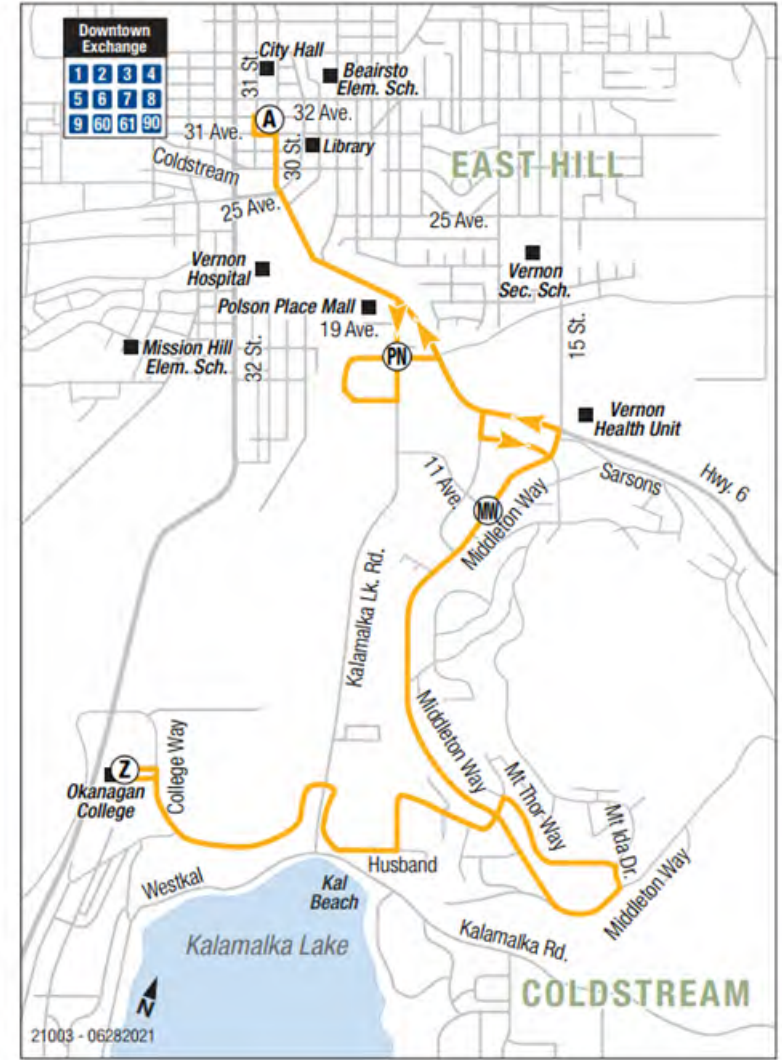 Downtown
Exchange
1 2 3 4
5 6 7 8
9 60 61 90
City Hall
31 St.
Beairsto
Elem. Sch.
A
32 Ave.
31 Ave.
30 St.
Library
Coldstream
EAST HILL
25 Ave.
25 Ave.
Vernon
Hospital
Vernon
Sec. Sch.
Polson Place Mall
19 Ave.
15 St.
Mission Hill
Elem. Sch.
32 St.
PN
Vernon
Health Unit
Hwy. 6
Sarsons
11 Ave.
MW
Middleton Way
Kalamalka Lk. Rd.
Middleton Way
College Way
Z
Okanagan
College
Mt Thor Way
Mt Ida Dr.
Middleton Way
Husband
Westkal
Kal
Beach
Kalamalka Rd.
Kalamalka Lake
COLDSTREAM
N
21003 - 06282021